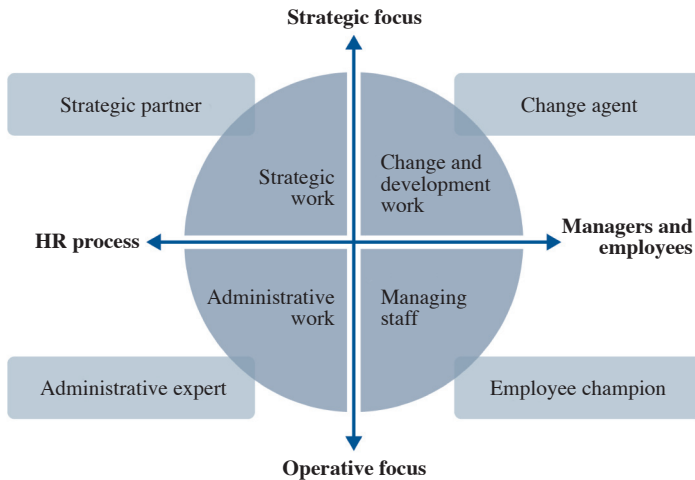 Strategic focus
Strategic partner
Change agent
Strategic
work
Change and
development
work
HR process
Managers and
employees
Administrative
work
Managing
staff
Administrative expert
Employee champion
Operative focus